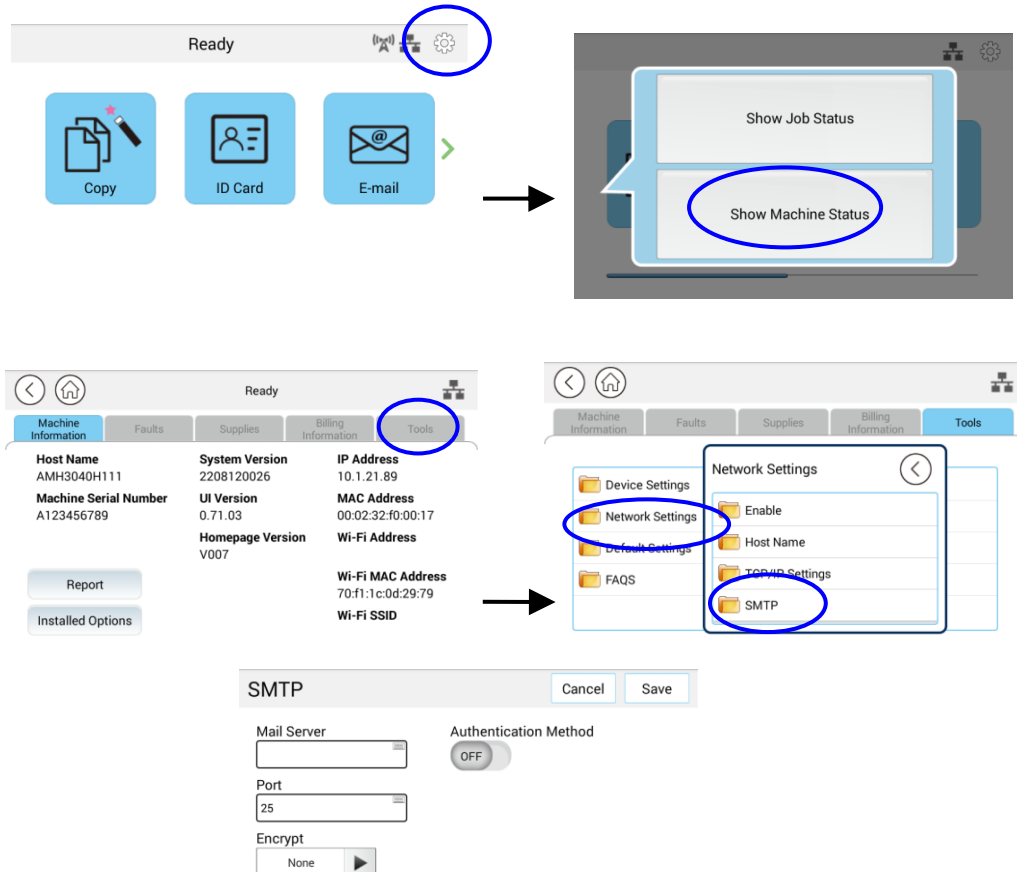 Ready
Copy
ID Card
@
E-mail
Show Job Status
Show Machine Status
Ready
Machine
Information
Faults
Supplies
Billing
Information
Tools
Host Name
AMH3040H111
System Version
2208120026
IP Address
10.1.21.89
Machine Serial Number
A123456789
UI Version
0.71.03
MAC Address
00:02:32:f0:00:17
Homepage Version
V007
Wi-Fi Address
Wi-Fi MAC Address
70:f1:1c:0d:29:79
Wi-Fi SSID
Report
Installed Options
Machine
Information
Faults
Supplies
Billing
Information
Tools
Device Settings
Network Settings
Default Settings
FAQS
Network Settings
Enable
Host Name
TCP/IP Settings
SMTP
SMTP
Cancel
Save
Mail Server
Authentication Method
OFF
Port
25
Encrypt
None